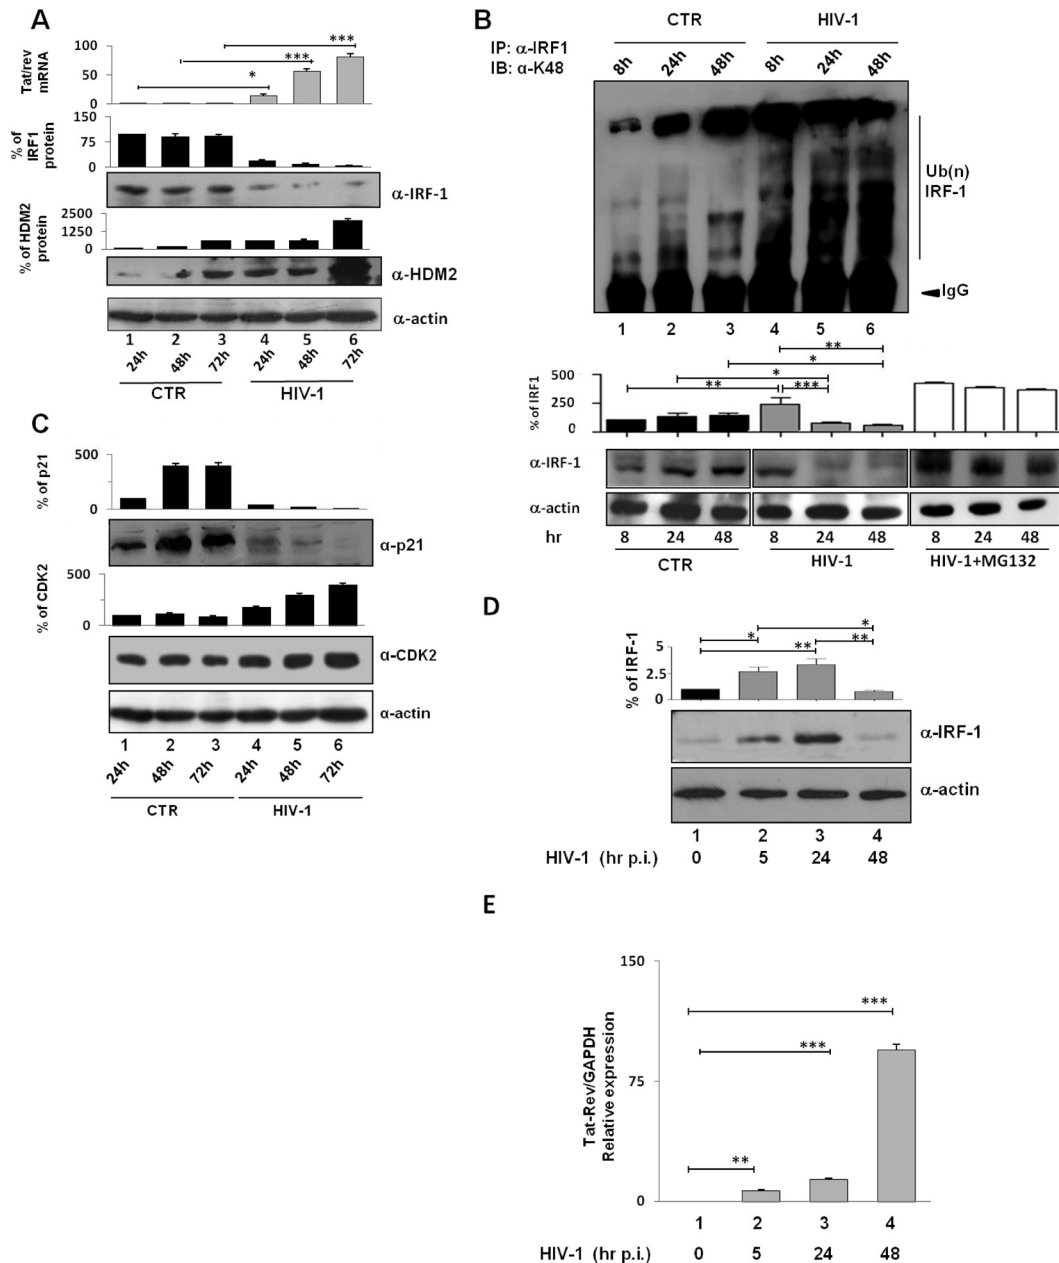 A
Tat/rev
mRNA
100
50
0
*
***
***
% of
IRF1
protein
150
75
0
α-IRF-1
% of HDM2
protein
2500
1250
0
α-HDM2
α-actin
1 2 3 4 5 6
24h 48h 72h 24h 48h 72h
CTR HIV-1
B
CTR HIV-1
IP: α-IRF1
IB: α-K48
8h 24h 48h 8h 24h 48h
Ub(n)
IRF-1
IgG
1 2 3 4 5 6
**
*
*
** ***
% of IRF1
500
250
0
α-IRF-1
α-actin
hr 8 24 48 8 24 48 8 24 48
CTR HIV-1 HIV-1+MG132
C
% of p21
500
0
α-p21
% of CDK2
500
0
α-CDK2
α-actin
1 2 3 4 5 6
24h 48h 72h 24h 48h 72h
CTR HIV-1
D
% of IRF-1
5
2.5
0
*
*
**
**
α-IRF-1
α-actin
1 2 3 4
HIV-1 (hr p.i.) 0 5 24 48
E
Tat-Rev/GAPDH
Relative expression
150
75
0
***
***
**
1 2 3 4
HIV-1 (hr p.i.) 0 5 24 48